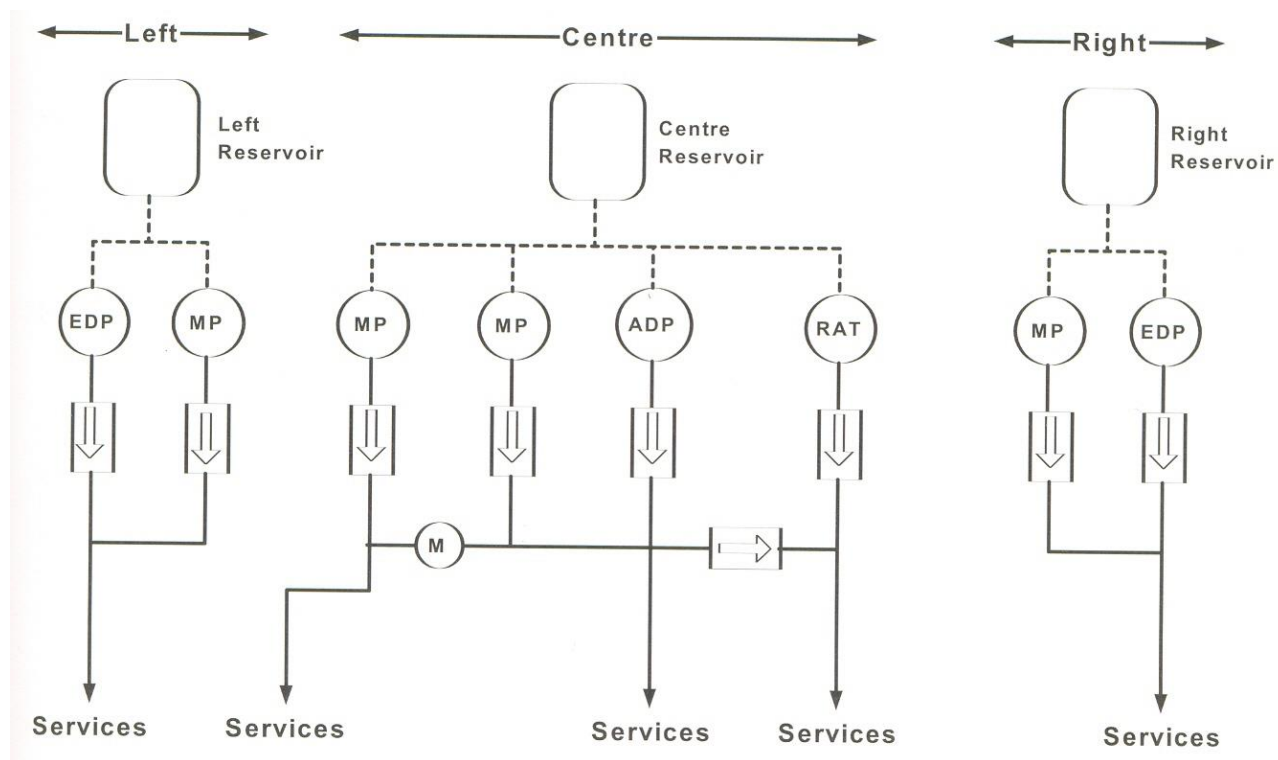 Left
Centre
Right
Left
Reservoir
Centre
Reservoir
Right
Reservoir
EDP
MP
MP
MP
ADP
RAT
MP
EDP
M
Services
Services
Services
Services
Services